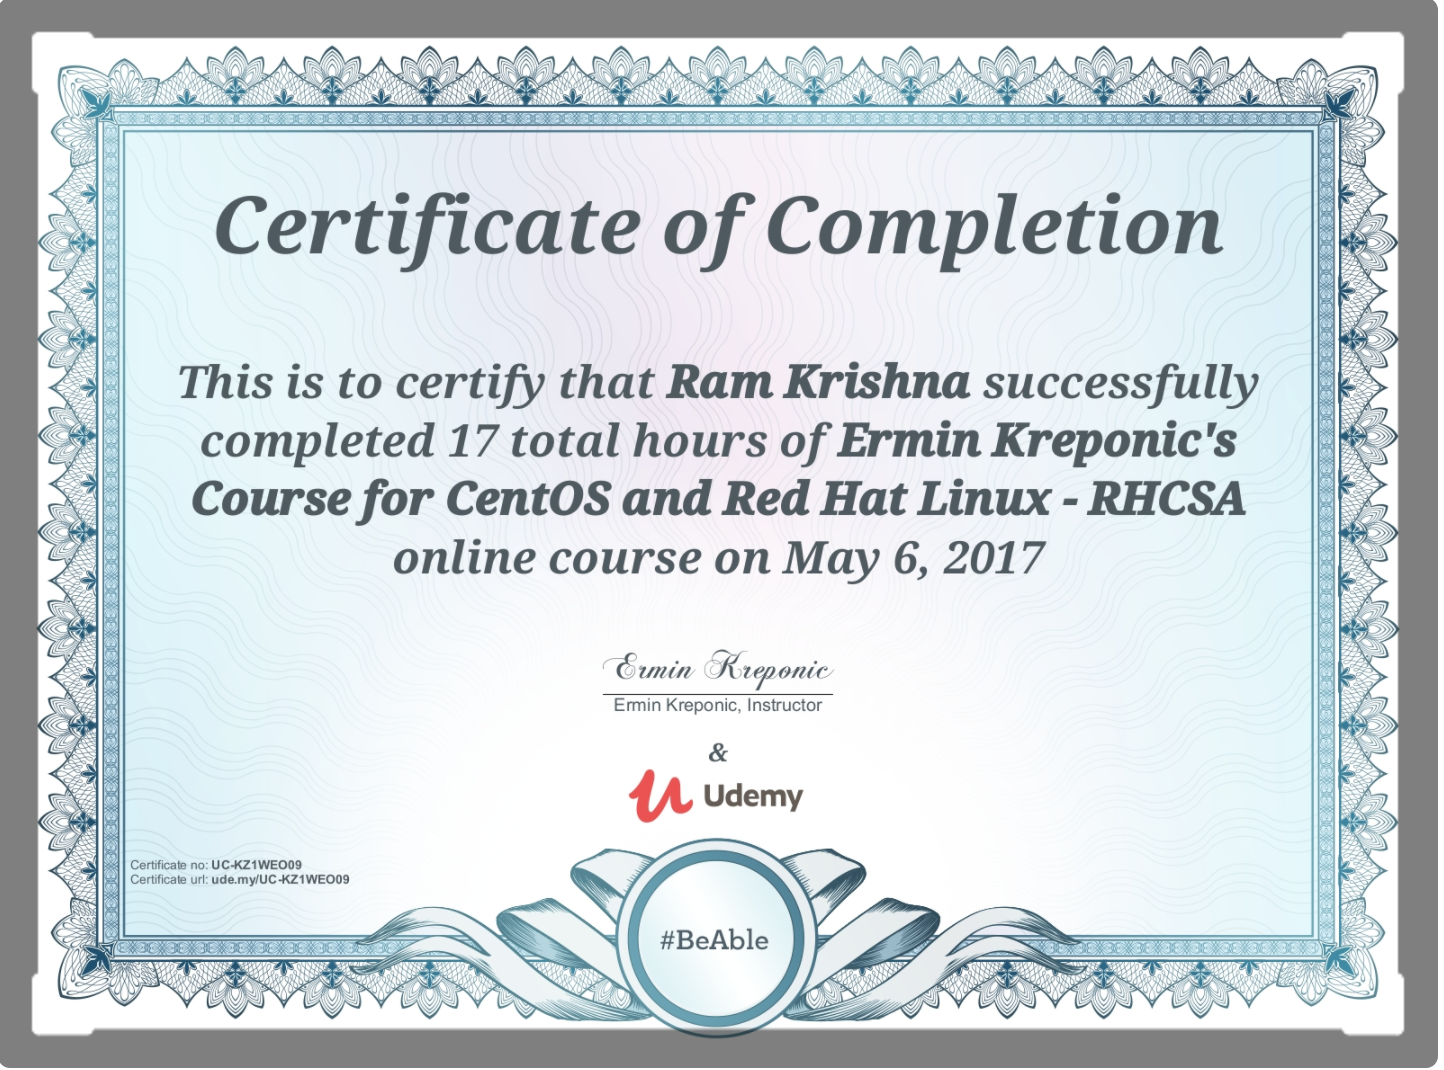 Certificate of Completion
This is to certify that Ram Krishna successfully
completed 17 total hours of Ermin Kreponic's
Course for CentOS and Red Hat Linux - RHCSA
online course on May 6, 2017
Ermin Kreponic
Ermin Kreponic, Instructor
&
Udemy
Certificate no: UC-KZ1WEO09
Certificate url: ude.my/UC-KZ1WEO09
#BeAble